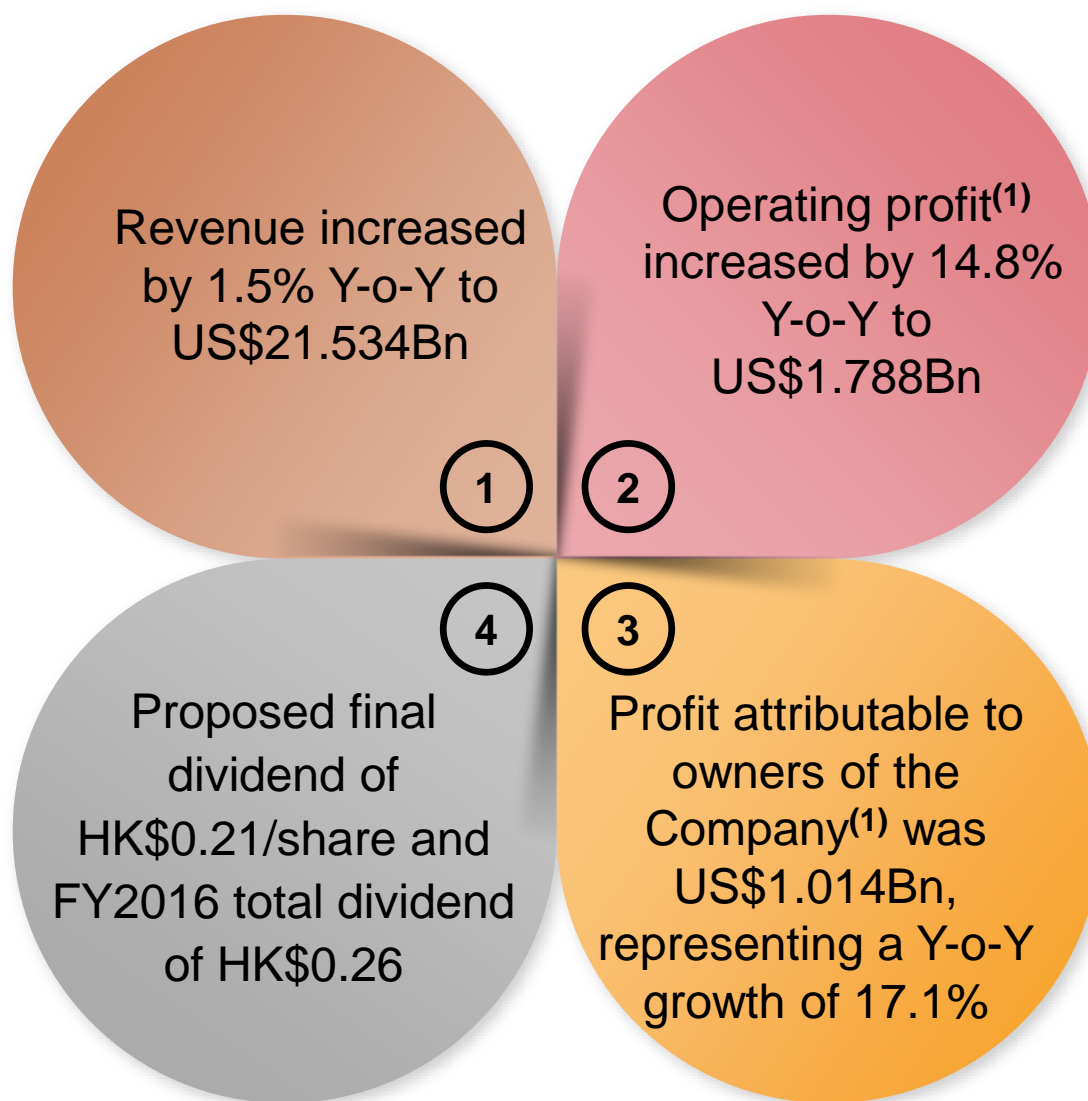 Revenue increased
by 1.5% Y-o-Y to
US$21.534Bn
1
Operating profit(1)
increased by 14.8%
Y-o-Y to
US$1.788Bn
2
3
Profit attributable to
owners of the
Company(1) was
US$1.014Bn,
representing a Y-o-Y
growth of 17.1%
4
Proposed final
dividend of
HK$0.21/share and
FY2016 total dividend
of HK$0.26